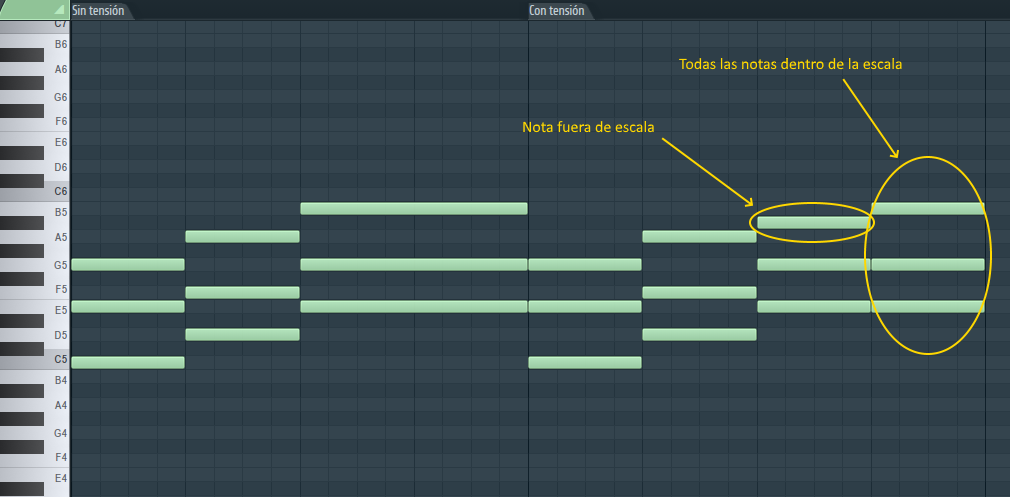 Sin tensión
Con tensión
C7
B6
A6
G6
F6
E6
D6
C6
B5
A5
G5
F5
E5
D5
C5
B4
A4
G4
F4
E4
Todas las notas dentro de la escala
Nota fuera de escala